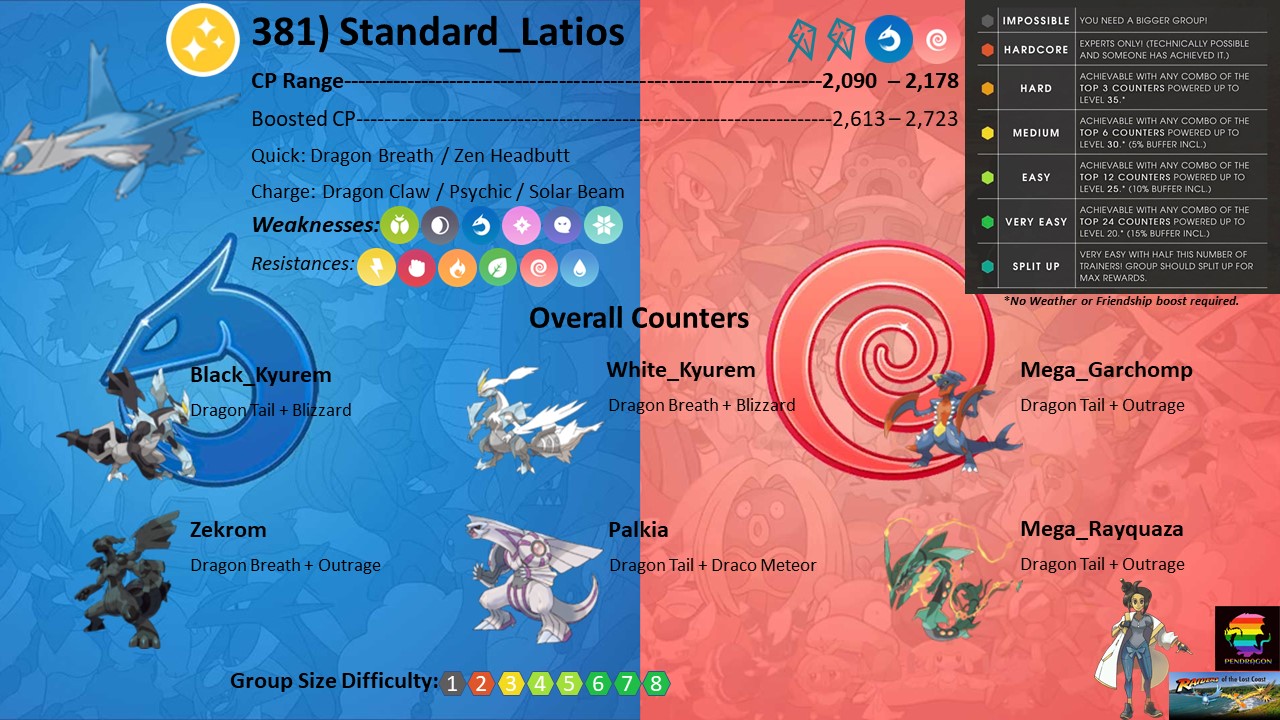 381) Standard_Latios
CP Range------------------------------------------------------------------------------2,090 – 2,178
Boosted CP------------------------------------------------------------------------------2,613 – 2,723
Quick: Dragon Breath / Zen Headbutt
Charge: Dragon Claw / Psychic / Solar Beam
Weaknesses:
Resistances:
IMPOSSIBLE YOU NEED A BIGGER GROUP!
HARDCORE EXPERTS ONLY! (TECHNICALLY POSSIBLE
AND SOMEONE HAS ACHIEVED IT.)
HARD ACHIEVABLE WITH ANY COMBO OF THE
TOP 3 COUNTERS POWERED UP TO
LEVEL 35.*
MEDIUM ACHIEVABLE WITH ANY COMBO OF THE
TOP 6 COUNTERS POWERED UP TO
LEVEL 30.* (5% BUFFER INCL.)
EASY ACHIEVABLE WITH ANY COMBO OF THE
TOP 12 COUNTERS POWERED UP TO
LEVEL 25.* (10% BUFFER INCL.)
VERY EASY ACHIEVABLE WITH ANY COMBO OF THE
TOP 24 COUNTERS POWERED UP TO
LEVEL 20.* (15% BUFFER INCL.)
SPLIT UP VERY EASY WITH HALF THIS NUMBER OF
TRAINERS! GROUP SHOULD SPLIT UP FOR
MAX REWARDS.
*No Weather or Friendship boost required.
Overall Counters
Black_Kyurem
Dragon Tail + Blizzard
White_Kyurem
Dragon Breath + Blizzard
Mega_Garchomp
Dragon Tail + Outrage
Zekrom
Dragon Breath + Outrage
Palkia
Dragon Tail + Draco Meteor
Mega_Rayquaza
Dragon Tail + Outrage
Group Size Difficulty: 1 2 3 4 5 6 7 8
PENDRAGON
RAIDERS of the Lost Coast